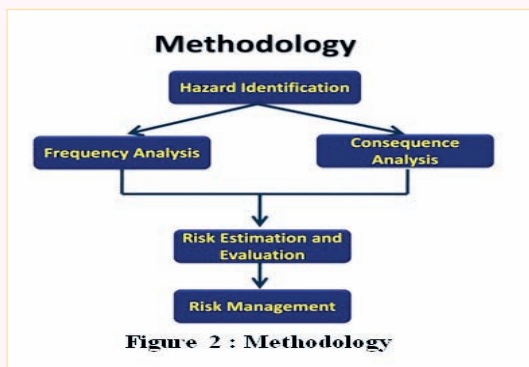 Methodology
Hazard Identification
Frequency Analysis
Consequence
Analysis
Risk Estimation and
Evaluation
Risk Management
Figure 2 : Methodology